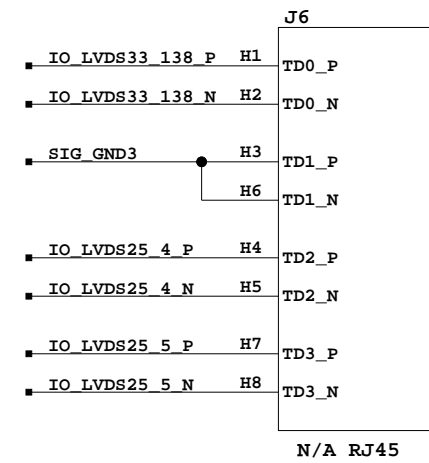 J6
IO_LVDS33_138_P H1 TD0_P
IO_LVDS33_138_N H2 TD0_N
SIG_GND3 H3 TD1_P
H6 TD1_N
IO_LVDS25_4_P H4 TD2_P
IO_LVDS25_4_N H5 TD2_N
IO_LVDS25_5_P H7 TD3_P
IO_LVDS25_5_N H8 TD3_N
N/A RJ45